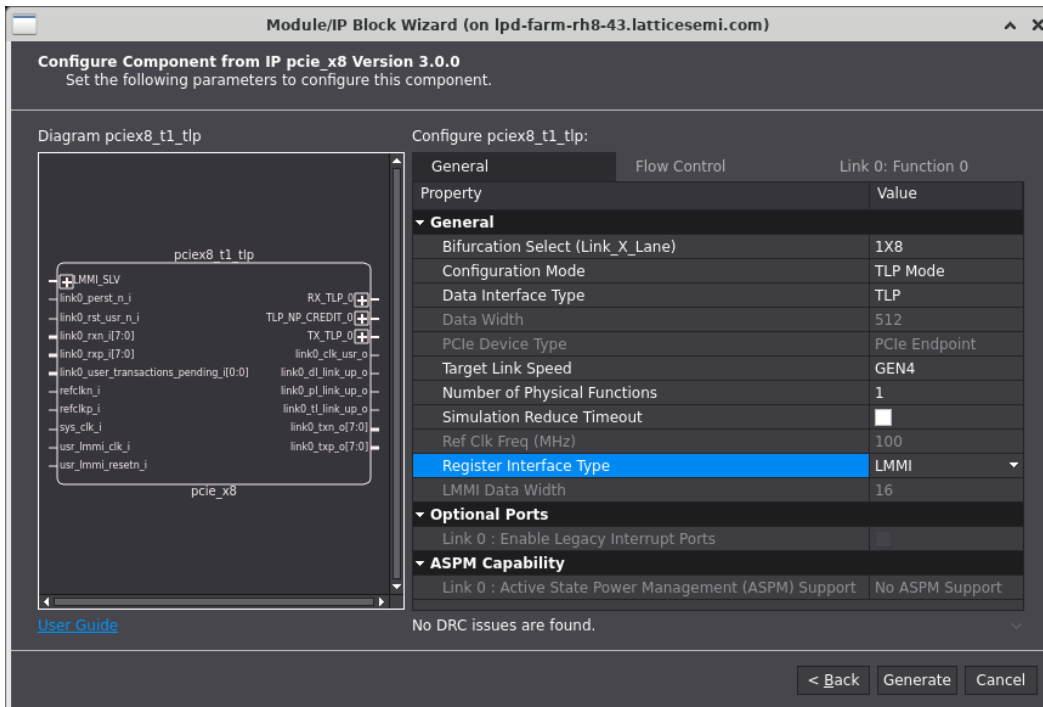 Module/IP Block Wizard (on lpd-farm-rh8-43.latticesemi.com)
Configure Component from IP pcie_x8 Version 3.0.0
Set the following parameters to configure this component.
Diagram pciex8_t1_tlp
pciex8_t1_tlp
LMMI_SLV
link0_perst_n_i
link0_rst_usr_n_i
link0_rxn_i[7:0]
link0_rxp_i[7:0]
link0_user_transactions_pending_i[0:0]
refclkn_i
refclkp_i
sys_clk_i
usr_lmmi_clk_i
usr_lmmi_resetn_i
RX_TLP_0
TLP_NP_CREDIT_0
TX_TLP_0
link0_clk_usr_o
link0_dl_link_up_o
link0_pl_link_up_o
link0_tl_link_up_o
link0_txn_o[7:0]
link0_txp_o[7:0]
pcie_x8
User Guide
Configure pciex8_t1_tlp:
General Flow Control Link 0: Function 0
Property Value
General
Bifurcation Select (Link_X_Lane) 1X8
Configuration Mode TLP Mode
Data Interface Type TLP
Data Width 512
PCIe Device Type PCIe Endpoint
Target Link Speed GEN4
Number of Physical Functions 1
Simulation Reduce Timeout
Ref Clk Freq (MHz) 100
Register Interface Type LMMI
LMMI Data Width 16
Optional Ports
Link 0 : Enable Legacy Interrupt Ports
ASPM Capability
Link 0 : Active State Power Management (ASPM) Support No ASPM Support
No DRC issues are found.
< Back Generate Cancel